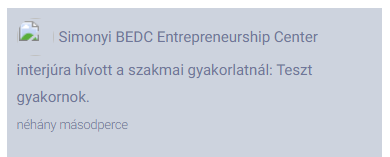 Simonyi BEDC Entrepreneurship Center
interjúra hívott a szakmai gyakorlatnál: Teszt
gyakornok.
néhány másodperce